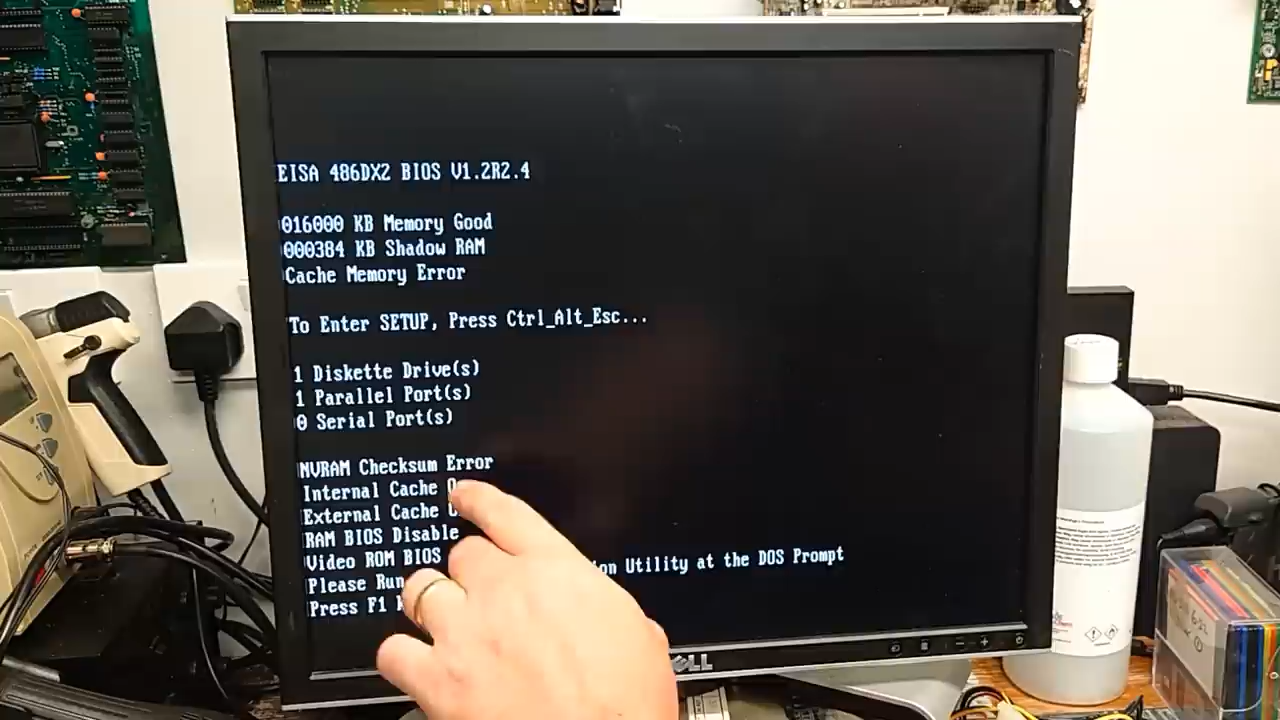 EISA 486DX2 BIOS V1.2R2.4
016000 KB Memory Good
000384 KB Shadow RAM
Cache Memory Error
To Enter SETUP, Press Ctrl_Alt_Esc...
1 Diskette Drive(s)
1 Parallel Port(s)
0 Serial Port(s)
NVRAM Checksum Error
Internal Cache
External Cache
RAM BIOS Disable
Video ROM BIOS
Please Run Utility at the DOS Prompt
Press F1
DELL